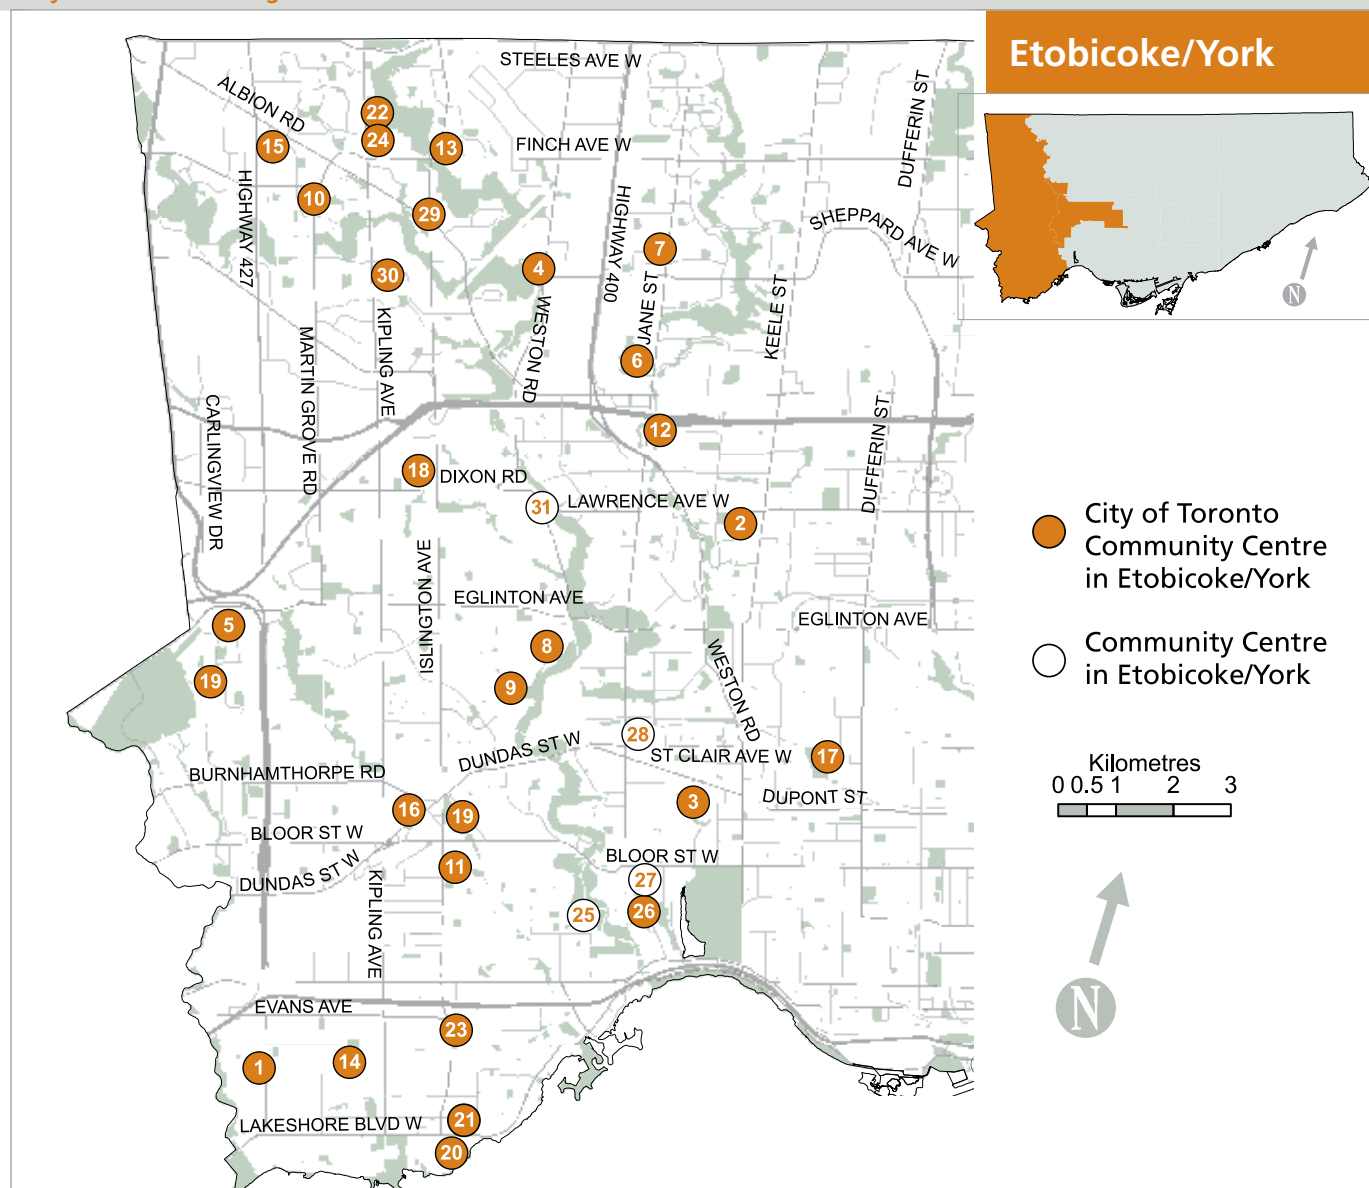 Etobicoke/York
STEELES AVE W
ALBION RD
DUFFERIN ST
22
24
15
13
FINCH AVE W
10
HIGHWAY 427
29
HIGHWAY 400
SHEPPARD AVE W
7
4
30
JANE ST
KEELE ST
N
WESTON RD
KIPLING AVE
MARTIN GROVE RD
6
CARLINGVIEW DR
12
DUFFERIN ST
18
DIXON RD
LAWRENCE AVE W
31
2
City of Toronto
Community Centre
in Etobicoke/York
ISLINGTON AVE
EGLINTON AVE
EGLINTON AVE
5
8
Community Centre
in Etobicoke/York
19
9
WESTON RD
28
DUNDAS ST W
ST CLAIR AVE W
17
BURNHAMTHORPE RD
Kilometres
0 0.5 1 2 3
DUPONT ST
3
16
19
BLOOR ST W
BLOOR ST W
11
DUNDAS ST W
27
KIPLING AVE
25
26
N
EVANS AVE
23
1
14
LAKESHORE BLVD W
21
20